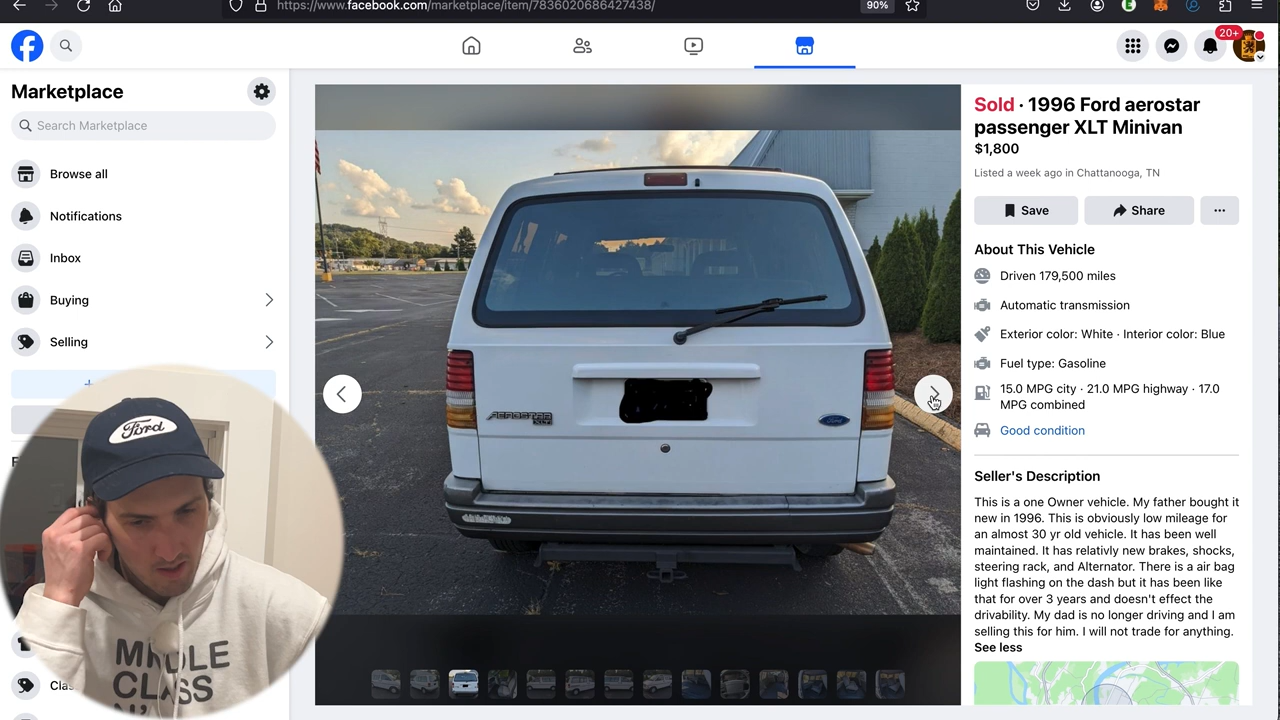 https://www.facebook.com/marketplace/item/7836020686427438/
90%
20+
Marketplace
Search Marketplace
Browse all
Notifications
Inbox
Buying
Selling
Sold · 1996 Ford aerostar
passenger XLT Minivan
$1,800
Listed a week ago in Chattanooga, TN
Save
Share
About This Vehicle
Driven 179,500 miles
Automatic transmission
Exterior color: White · Interior color: Blue
Fuel type: Gasoline
15.0 MPG city · 21.0 MPG highway · 17.0
MPG combined
Good condition
Seller's Description
This is a one Owner vehicle. My father bought it
new in 1996. This is obviously low mileage for
an almost 30 yr old vehicle. It has been well
maintained. It has relativly new brakes, shocks,
steering rack, and Alternator. There is a air bag
light flashing on the dash but it has been like
that for over 3 years and doesn't effect the
drivability. My dad is no longer driving and I am
selling this for him. I will not trade for anything.
See less
AEROSTAR
XLT
Ford
Ford
MIDDLE
CLASS
Clas